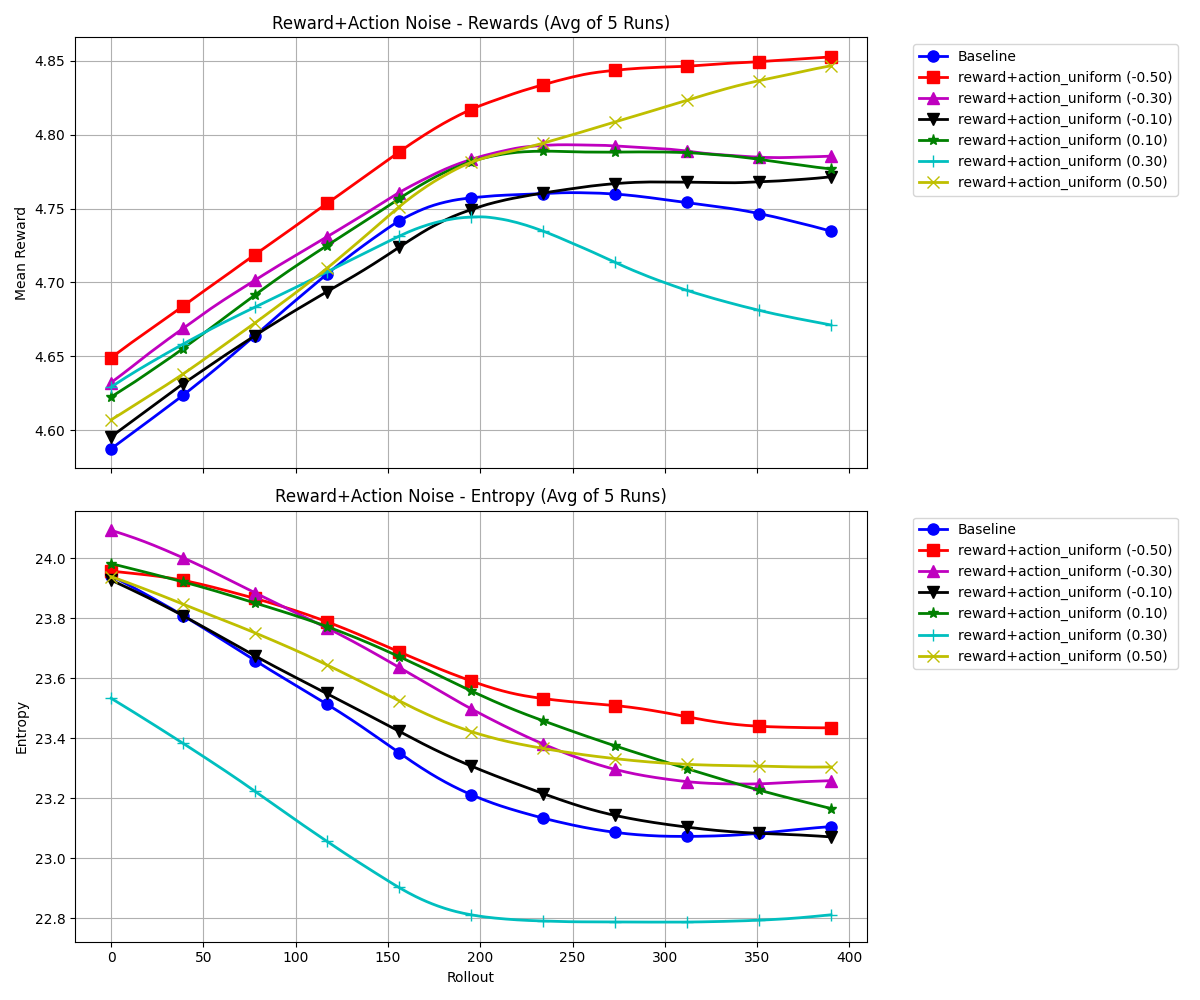 Reward+Action Noise - Rewards (Avg of 5 Runs)
4.85
4.80
4.75
4.70
4.65
4.60
Mean Reward
Baseline
reward+action_uniform (-0.50)
reward+action_uniform (-0.30)
reward+action_uniform (-0.10)
reward+action_uniform (0.10)
reward+action_uniform (0.30)
reward+action_uniform (0.50)
Reward+Action Noise - Entropy (Avg of 5 Runs)
24.0
23.8
23.6
23.4
23.2
23.0
22.8
Entropy
0 50 100 150 200 250 300 350 400
Rollout
Baseline
reward+action_uniform (-0.50)
reward+action_uniform (-0.30)
reward+action_uniform (-0.10)
reward+action_uniform (0.10)
reward+action_uniform (0.30)
reward+action_uniform (0.50)